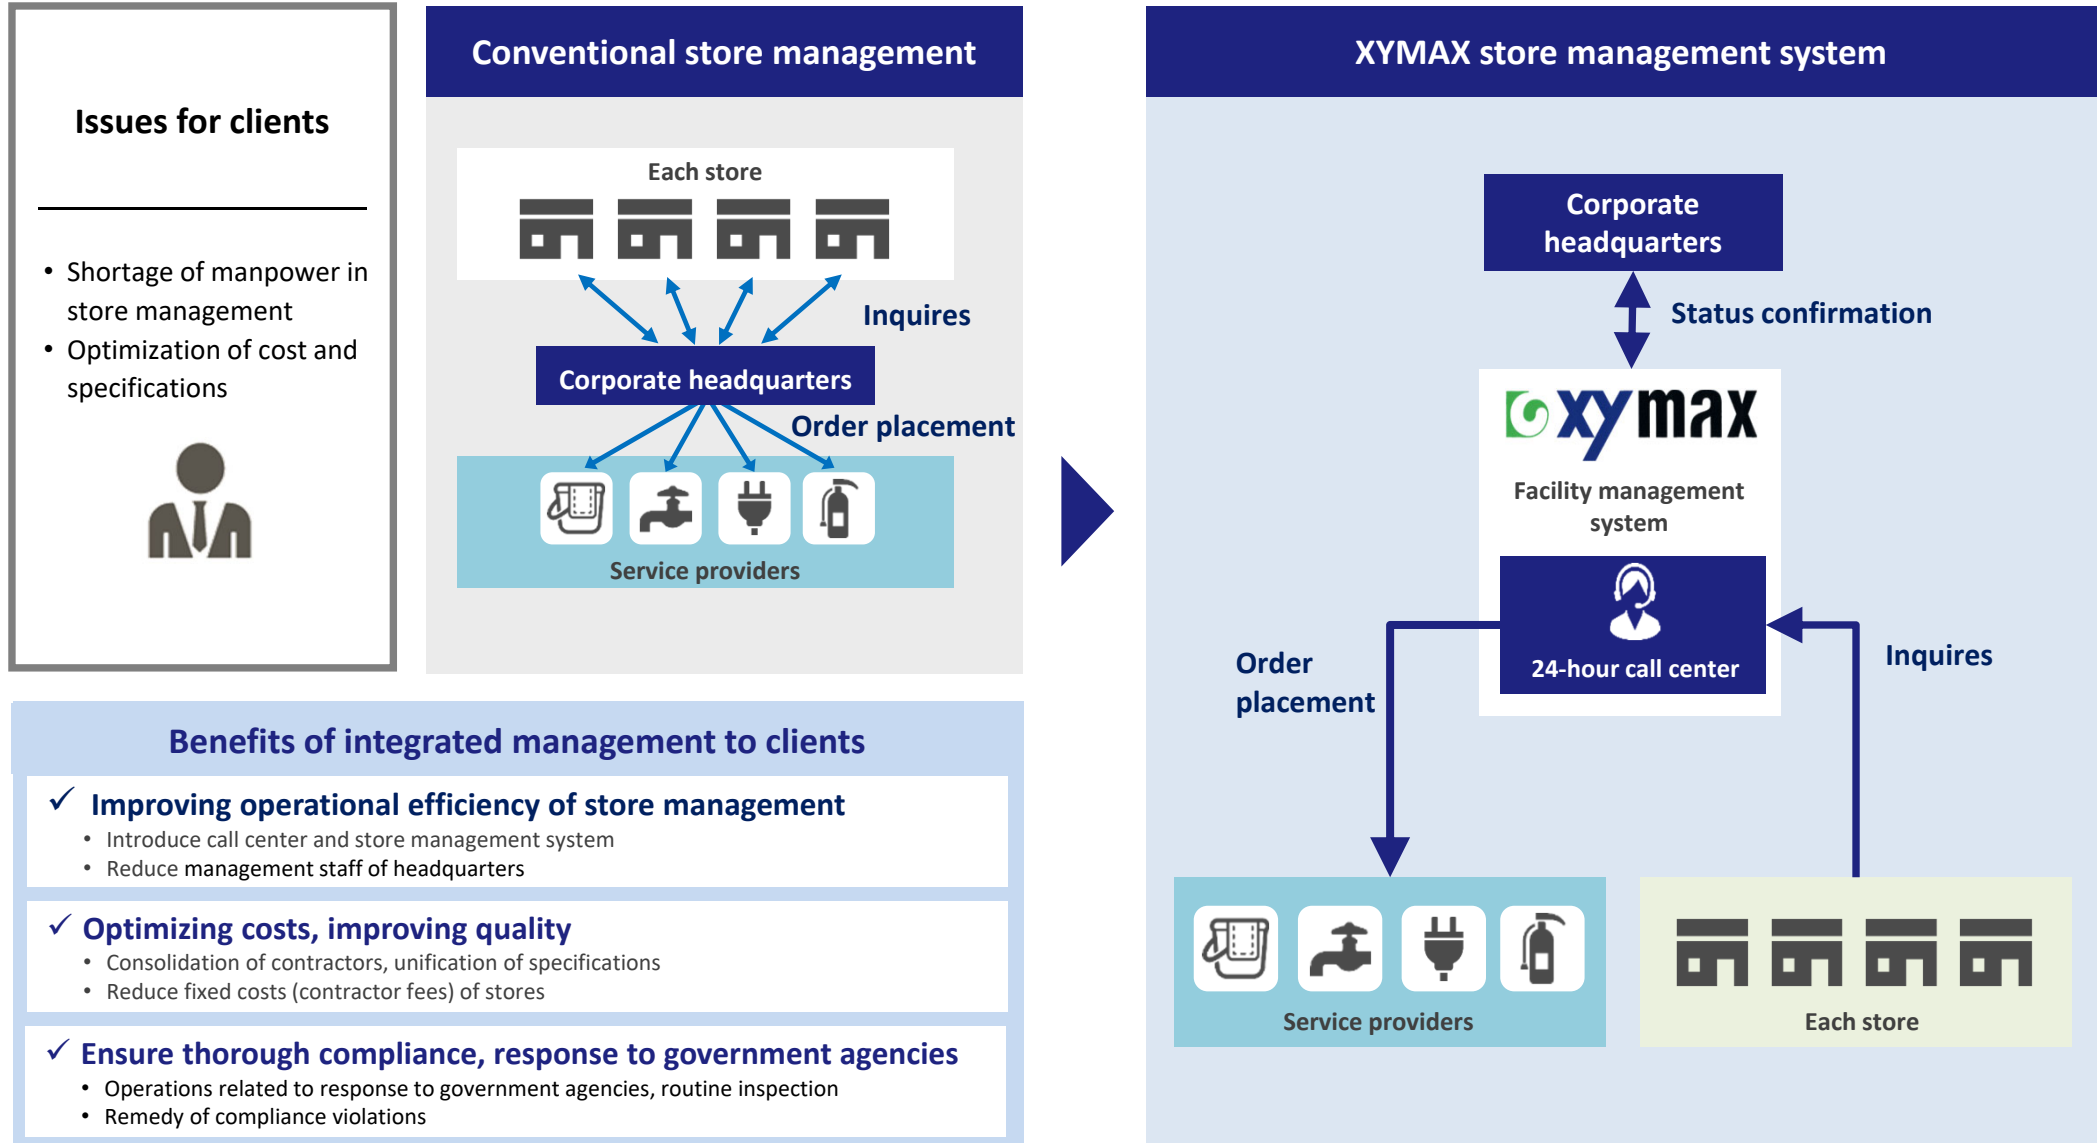 Issues for clients
• Shortage of manpower in
store management
• Optimization of cost and
specifications
Conventional store management
Each store
Inquires
Corporate headquarters
Order placement
Service providers
XYMAX store management system
Corporate
headquarters
Status confirmation
xymax
Facility management
system
24-hour call center
Order
placement
Inquires
Service providers
Each store
Benefits of integrated management to clients
✓ Improving operational efficiency of store management
• Introduce call center and store management system
• Reduce management staff of headquarters
✓ Optimizing costs, improving quality
• Consolidation of contractors, unification of specifications
• Reduce fixed costs (contractor fees) of stores
✓ Ensure thorough compliance, response to government agencies
• Operations related to response to government agencies, routine inspection
• Remedy of compliance violations